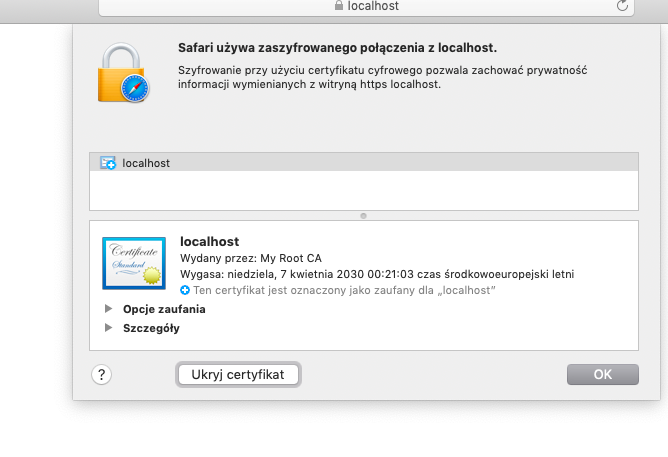 localhost
Safari używa zaszyfrowanego połączenia z localhost.
Szyfrowanie przy użyciu certyfikatu cyfrowego pozwala zachować prywatność
informacji wymienianych z witryną https localhost.
localhost
Certificate
Standard
localhost
Wydany przez: My Root CA
Wygasa: niedziela, 7 kwietnia 2030 00:21:03 czas środkowoeuropejski letni
Ten certyfikat jest oznaczony jako zaufany dla „localhost”
Opcje zaufania
Szczegóły
?
Ukryj certyfikat
OK